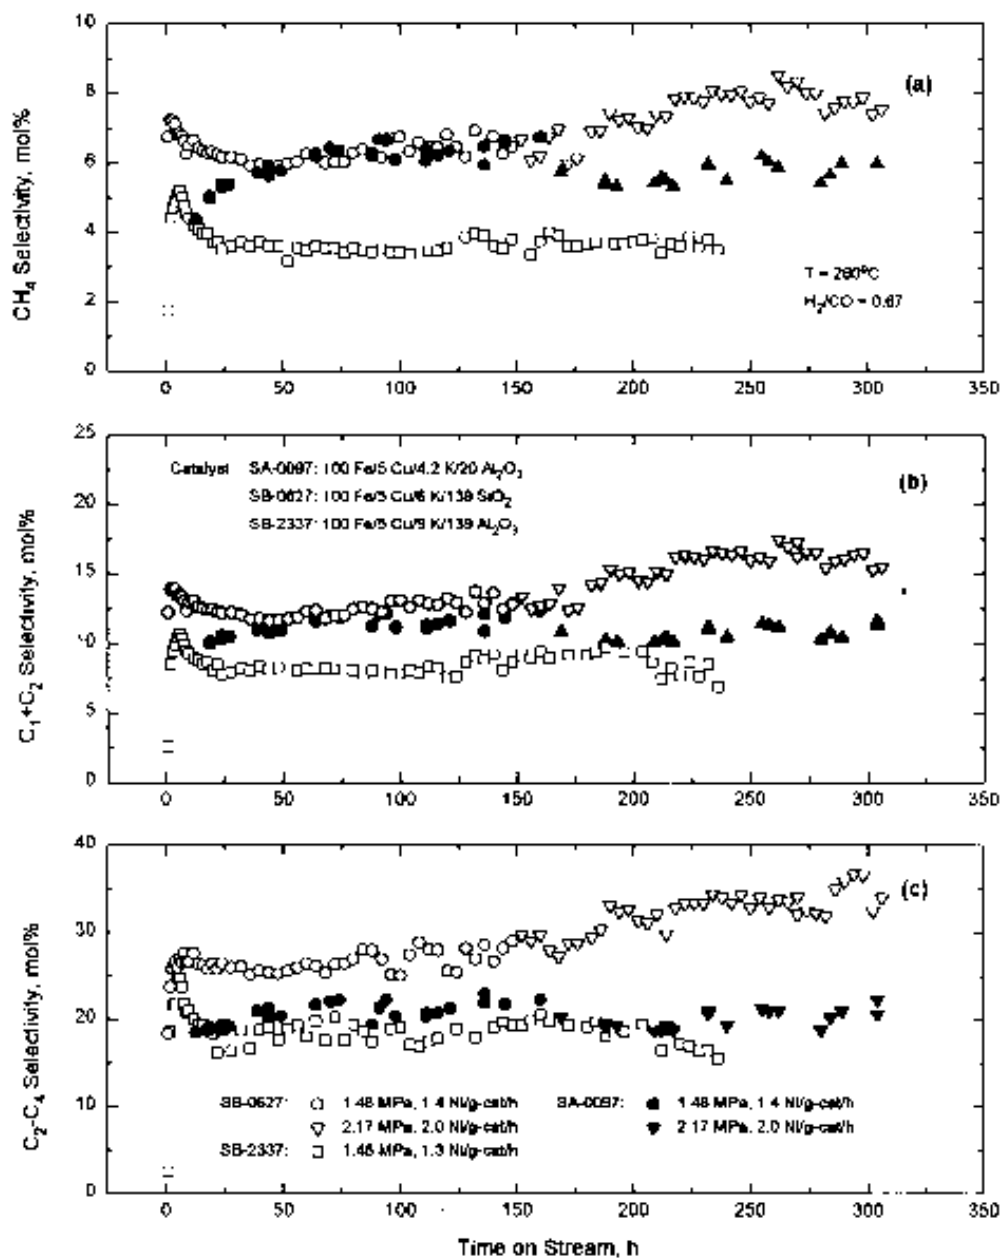 10
8
6
4
2
0
CH4 Selectivity, mol%
(a)
T = 260°C
H2/CO = 0.67
0 50 100 150 200 250 300 350
25
20
15
10
5
0
C1+C2 Selectivity, mol%
Catalyst SA-0097: 100 Fe/5 Cu/4.2 K/20 Al2O3
(b)
SB-0627: 100 Fe/5 Cu/6 K/139 SiO2
SB-2337: 100 Fe/5 Cu/9 K/139 Al2O3
0 50 100 150 200 250 300 350
40
30
20
10
0
C2-C4 Selectivity, mol%
(c)
SB-0627: 1.48 MPa, 1.4 Nl/g-cat/h SA-0097: 1.48 MPa, 1.4 Nl/g-cat/h
2.17 MPa, 2.0 Nl/g-cat/h 2.17 MPa, 2.0 Nl/g-cat/h
SB-2337: 1.48 MPa, 1.3 Nl/g-cat/h
0 50 100 150 200 250 300 350
Time on Stream, h